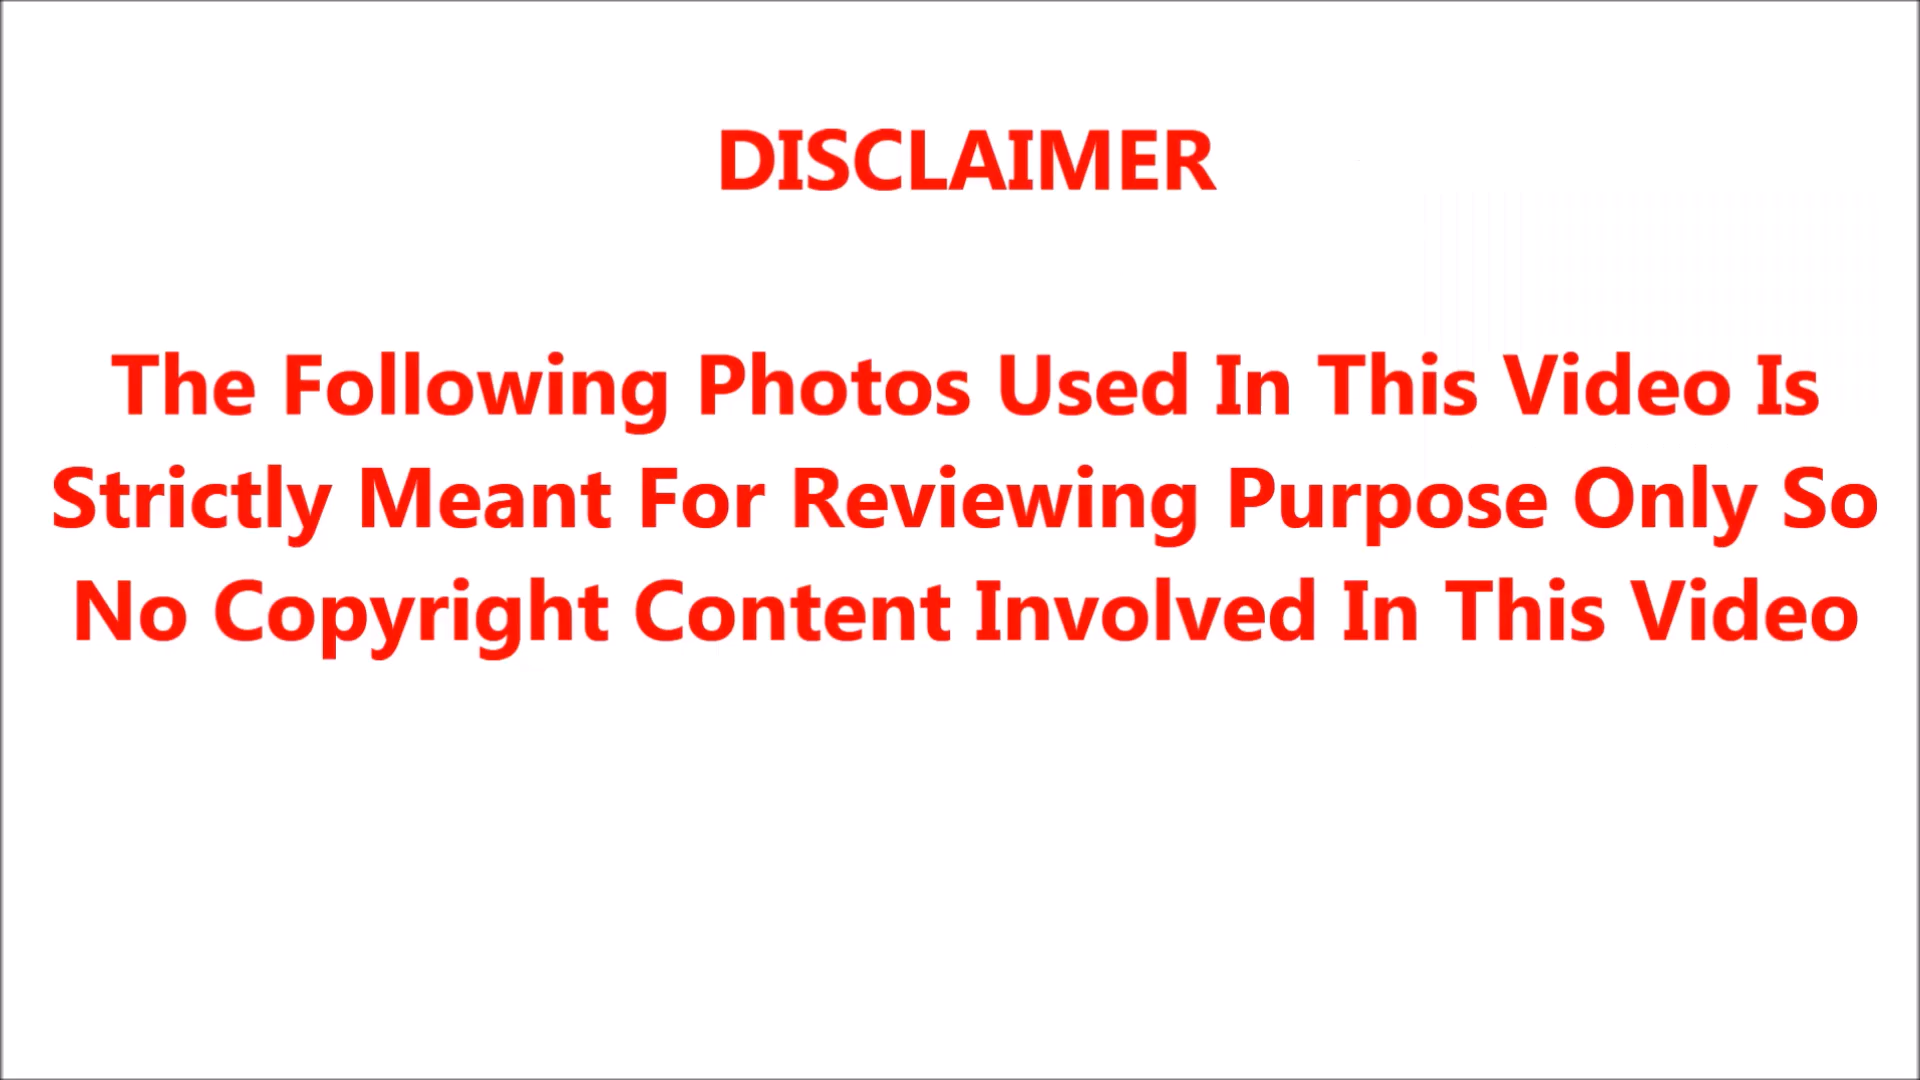 DISCLAIMER
The Following Photos Used In This Video Is
Strictly Meant For Reviewing Purpose Only So
No Copyright Content Involved In This Video